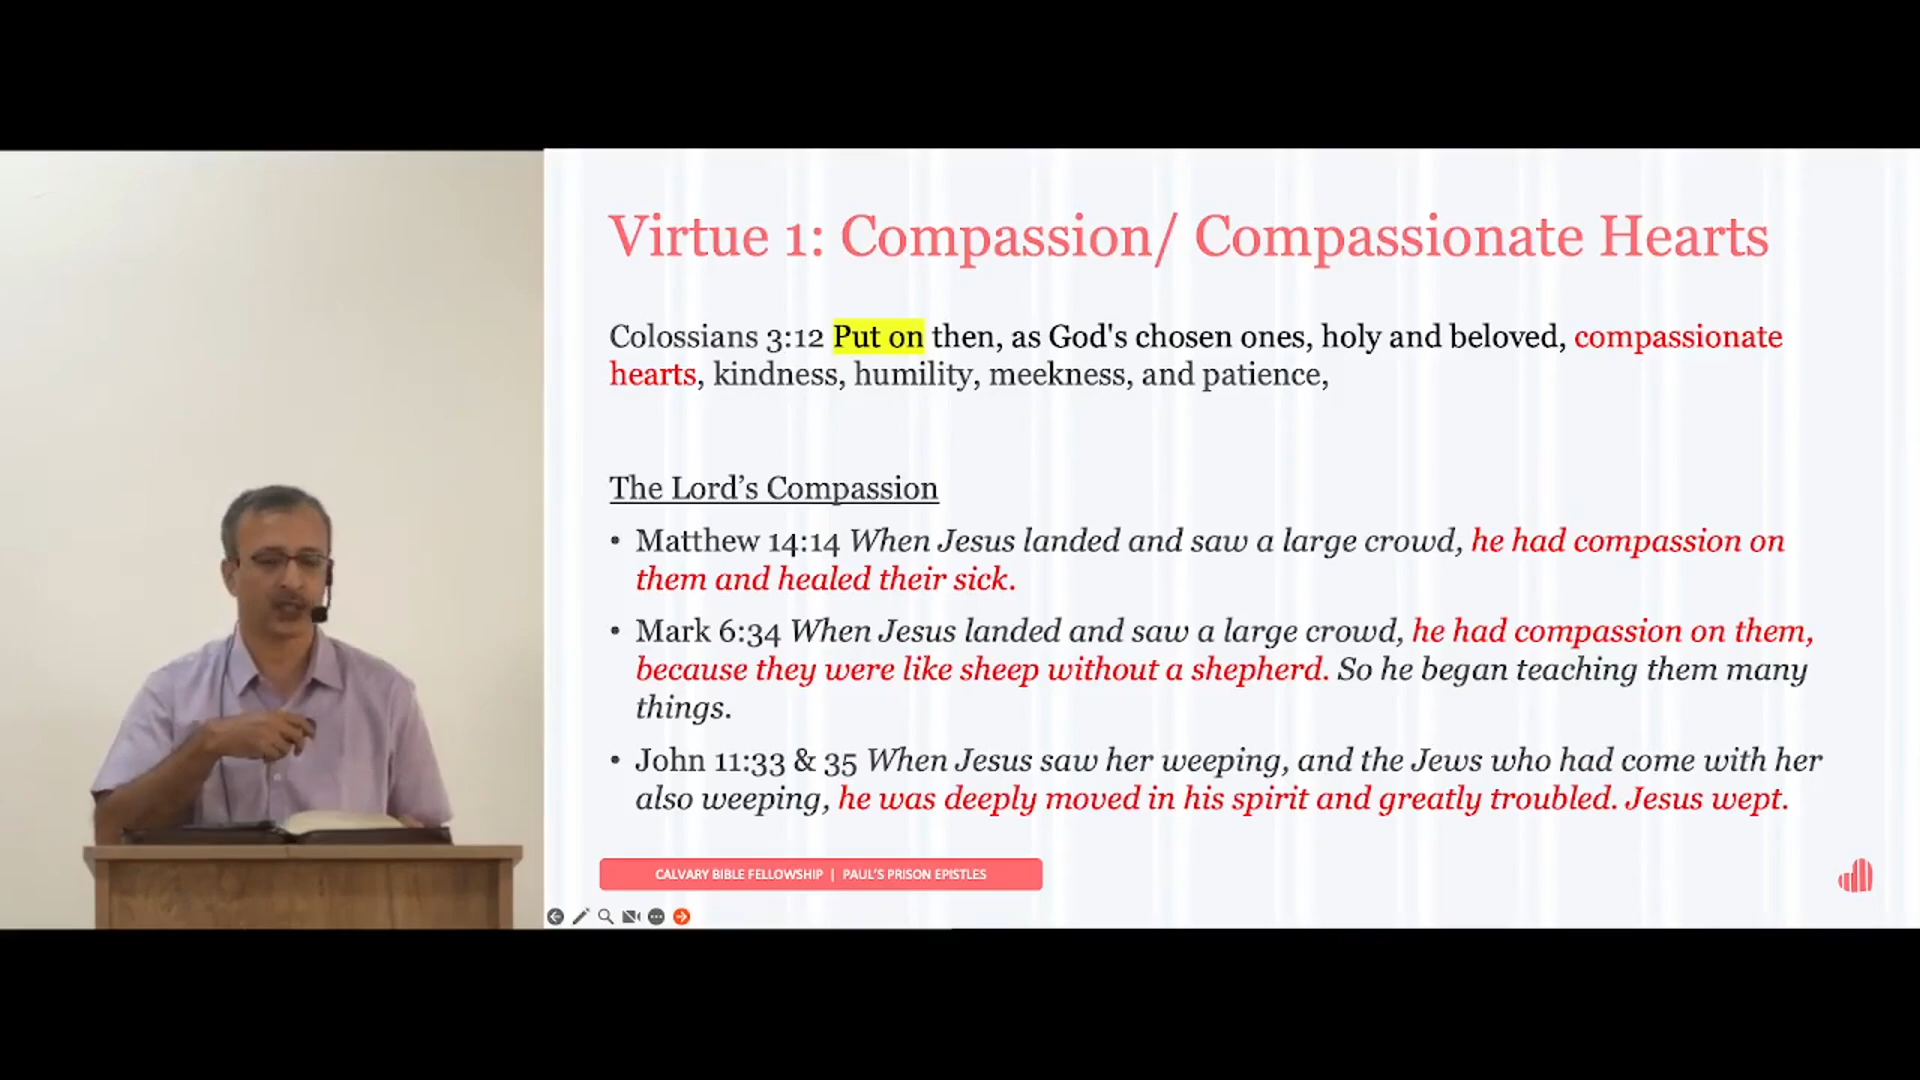 Virtue 1: Compassion/ Compassionate Hearts
Colossians 3:12 Put on then, as God's chosen ones, holy and beloved, compassionate
hearts, kindness, humility, meekness, and patience,
The Lord’s Compassion
• Matthew 14:14 When Jesus landed and saw a large crowd, he had compassion on
them and healed their sick.
• Mark 6:34 When Jesus landed and saw a large crowd, he had compassion on them,
because they were like sheep without a shepherd. So he began teaching them many
things.
• John 11:33 & 35 When Jesus saw her weeping, and the Jews who had come with her
also weeping, he was deeply moved in his spirit and greatly troubled. Jesus wept.
CALVARY BIBLE FELLOWSHIP | PAUL'S PRISON EPISTLES